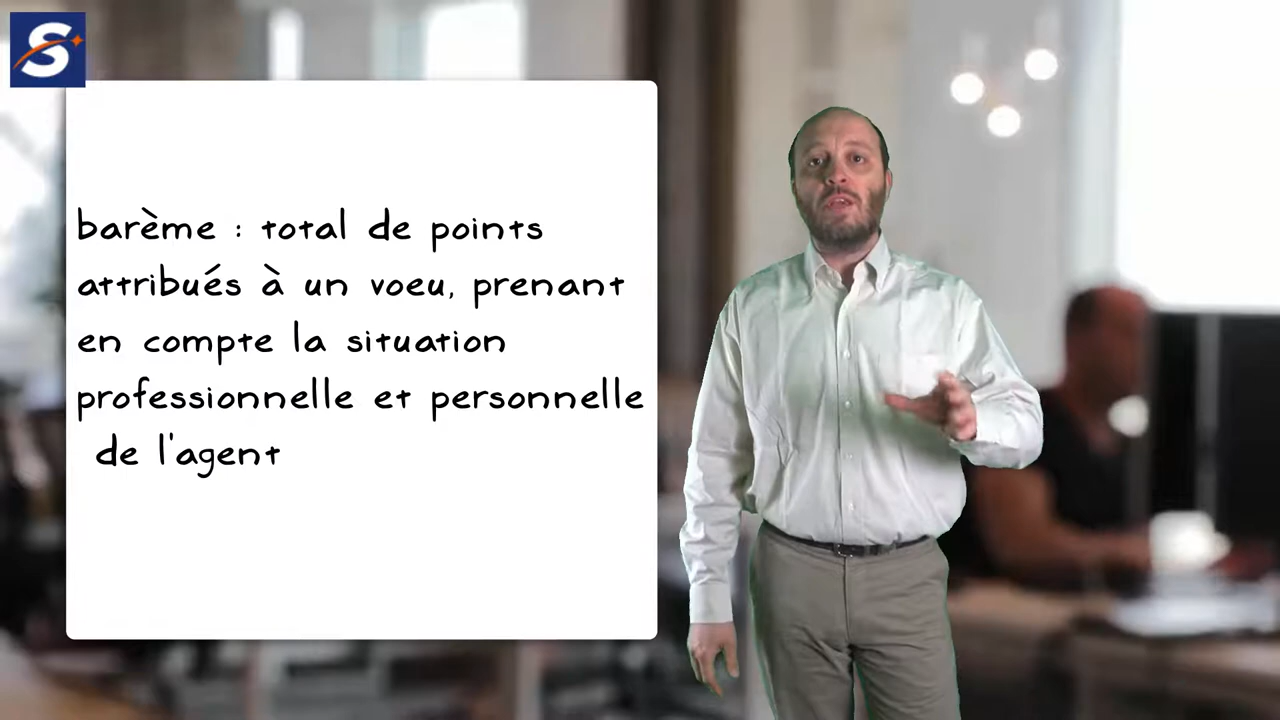 S
barème : total de points
attribués à un voeu, prenant
en compte la situation
professionnelle et personnelle
de l'agent